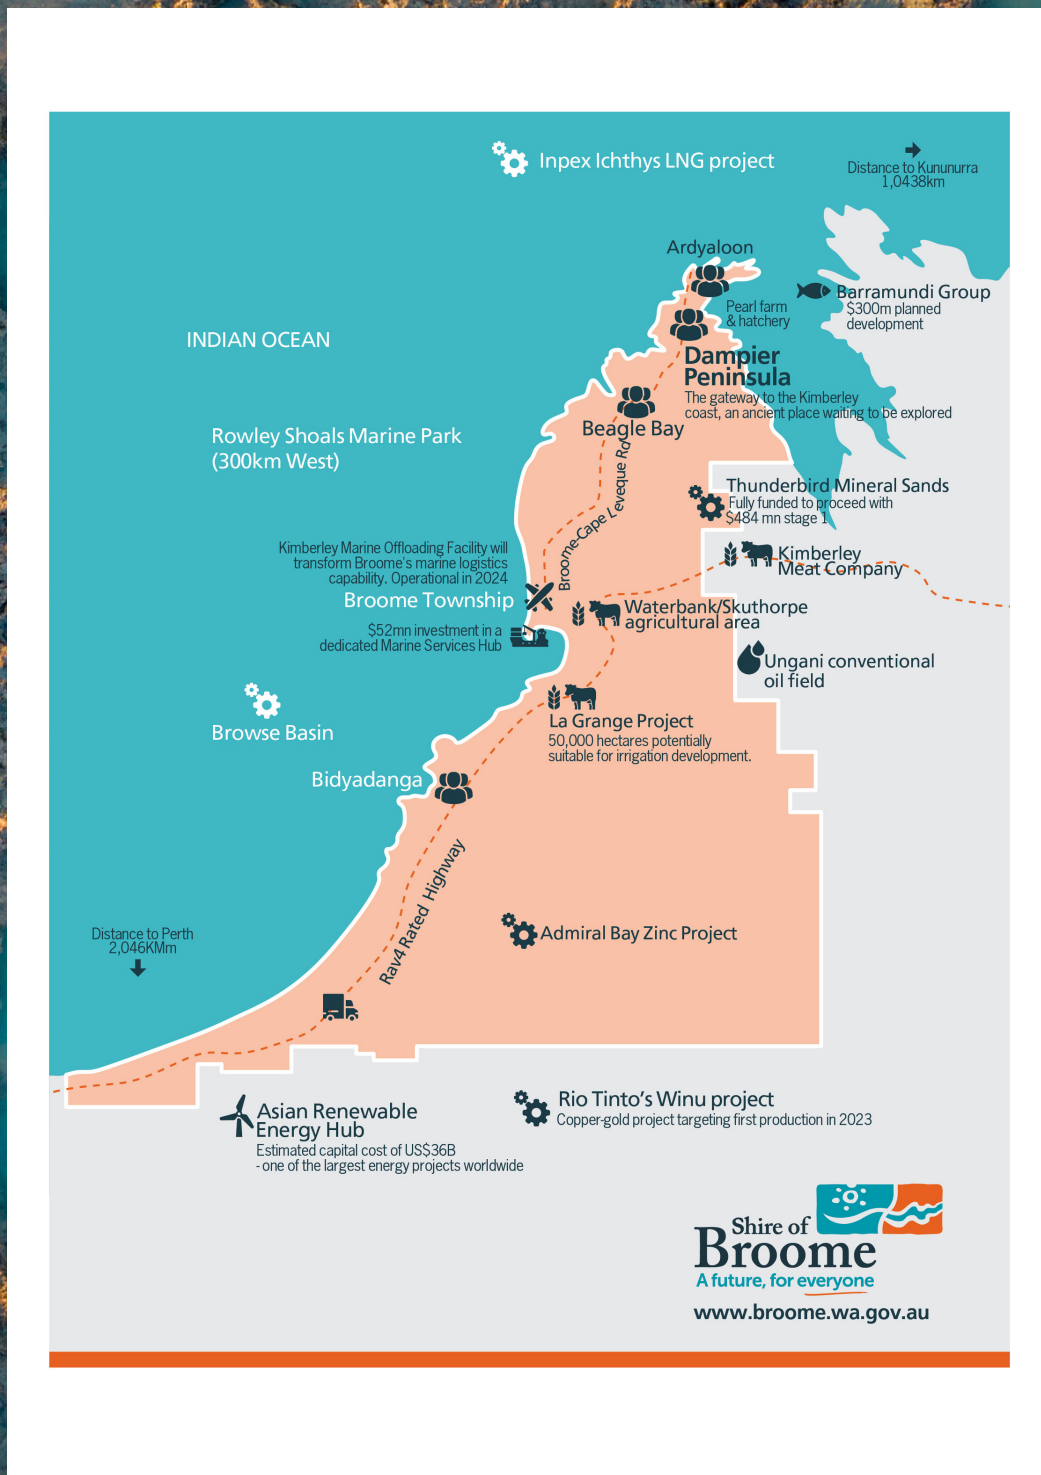 Inpex Ichthys LNG project
Distance to Kununurra
1,0438km
Ardyaloon
Barramundi Group
$300m planned
development
Pearl farm
& hatchery
INDIAN OCEAN
Dampier
Peninsula
The gateway to the Kimberley
coast, an ancient place waiting to be explored
Beagle Bay
Rowley Shoals Marine Park
(300km West)
Broome-Cape Leveque Rd
Thunderbird Mineral Sands
Fully funded to proceed with
$484 mn stage 1
Kimberley Marine Offloading Facility will
transform Broome's marine logistics
capability. Operational in 2024
Broome Township
$52mn investment in a
dedicated Marine Services Hub
Kimberley
Meat Company
Waterbank/Skuthorpe
agricultural area
Ungani conventional
oil field
Browse Basin
La Grange Project
50,000 hectares potentially
suitable for irrigation development.
Bidyadanga
Rav4 Rated Highway
Distance to Perth
2,046KMm
Admiral Bay Zinc Project
Asian Renewable
Energy Hub
Estimated capital cost of US$36B
- one of the largest energy projects worldwide
Rio Tinto's Winu project
Copper-gold project targeting first production in 2023
Shire of
Broome
A future, for everyone
www.broome.wa.gov.au